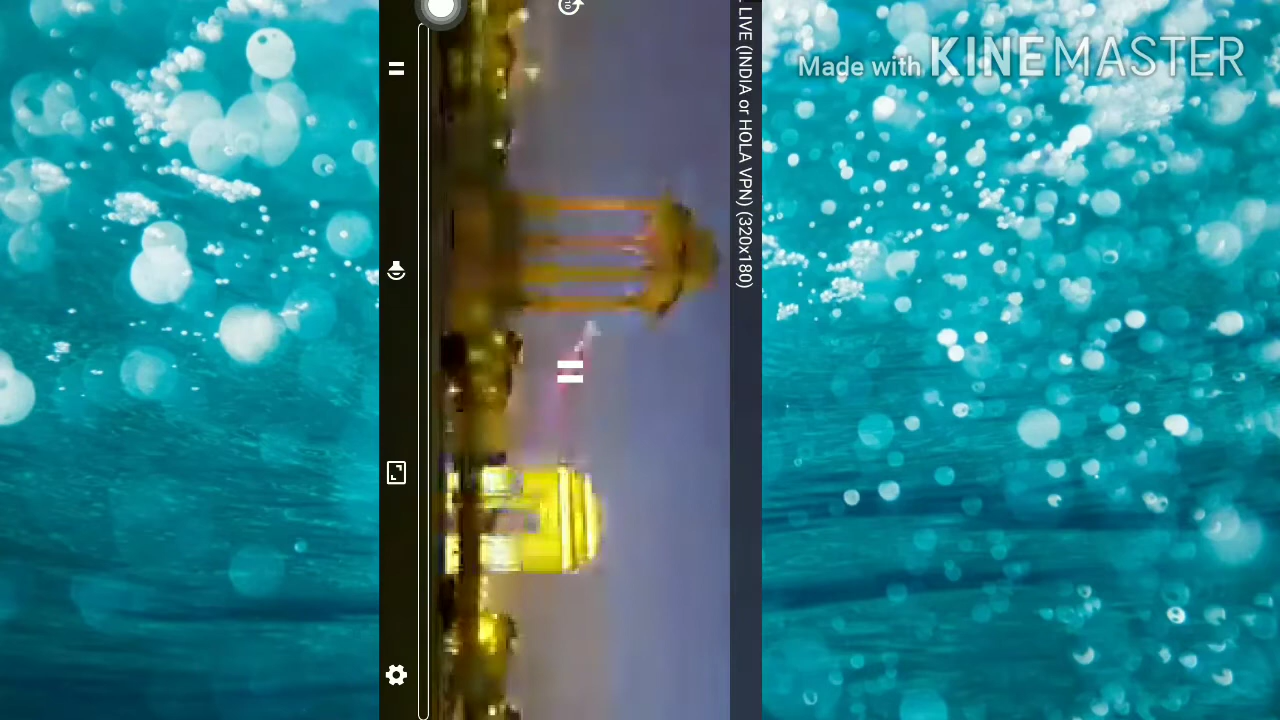 Made with KINEMASTER
LIVE (INDIA or HOLA VPN) (320x180)